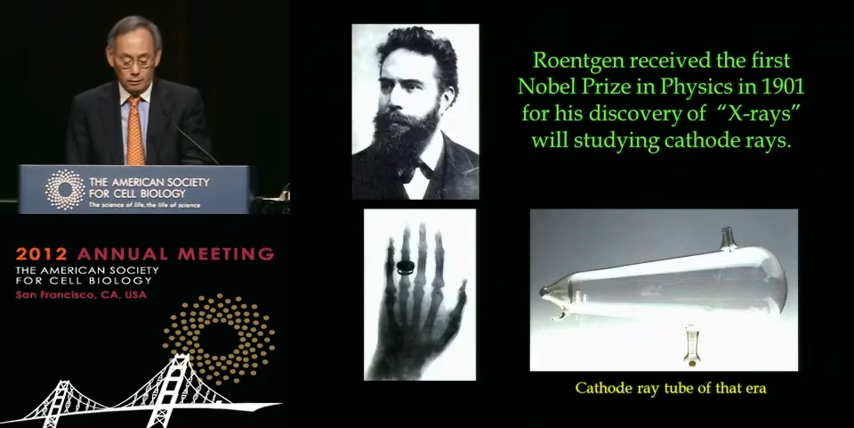 THE AMERICAN SOCIETY
FOR CELL BIOLOGY
The science of life, the life of science
2012 ANNUAL MEETING
THE AMERICAN SOCIETY
FOR CELL BIOLOGY
San Francisco, CA, USA
Roentgen received the first
Nobel Prize in Physics in 1901
for his discovery of "X-rays"
will studying cathode rays.
Cathode ray tube of that era